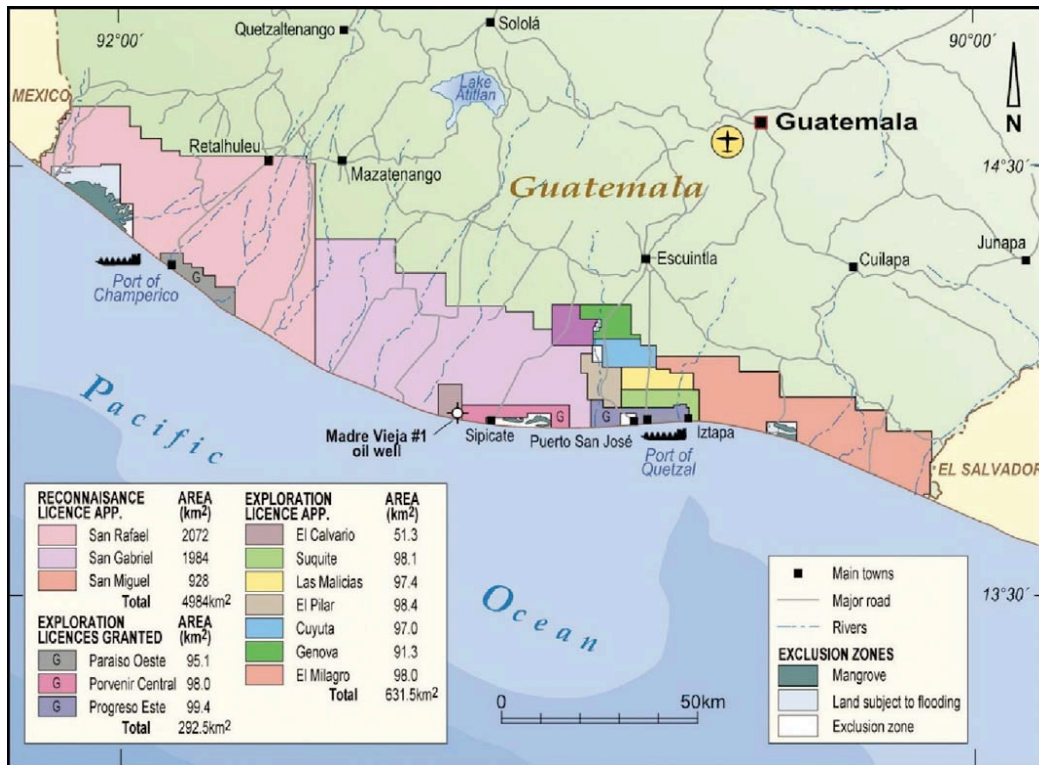 92°00'
Quetzaltenango
Sololá
90°00'
MEXICO
Lake
Atitlan
N
Guatemala
Retalhuleu
Mazatenango
14°30'
Guatemala
Escuintla
Cuilapa
Junapa
Port of
Champerico
G
Pacific
Madre Vieja #1
oil well
Sipicate
G
Puerto San José
G
Port of
Quetzal
Iztapa
EL SALVADOR
Ocean
13°30'
RECONNAISANCE
LICENCE APP.
AREA
(km²)
San Rafael 2072
San Gabriel 1984
San Miguel 928
Total 4984km²
EXPLORATION
LICENCES GRANTED
AREA
(km²)
G Paraiso Oeste 95.1
G Porvenir Central 98.0
G Progreso Este 99.4
Total 292.5km²
EXPLORATION
LICENCE APP.
AREA
(km²)
El Calvario 51.3
Suquite 98.1
Las Malicias 97.4
El Pilar 98.4
Cuyuta 97.0
Genova 91.3
El Milagro 98.0
Total 631.5km²
0 50km
Main towns
Major road
Rivers
EXCLUSION ZONES
Mangrove
Land subject to flooding
Exclusion zone